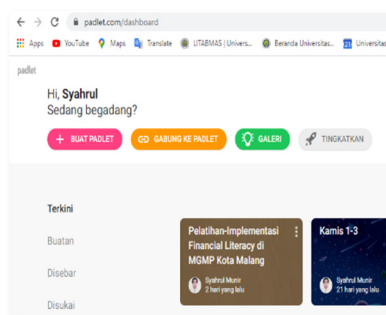 padlet.com/dashboard
Apps YouTube Maps Translate LITABMAS | Univers... Beranda Universitas... Universitas
padlet
Hi, Syahrul
Sedang begadang?
+ BUAT PADLET GABUNG KE PADLET GALERI TINGKATKAN
Terkini
Buatan
Disebar
Disukai
Pelatihan-Implementasi
Financial Literacy di
MGMP Kota Malang
Syahrul Munir
2 hari yang lalu
Kamis 1-3
Syahrul Munir
21 hari yang lalu